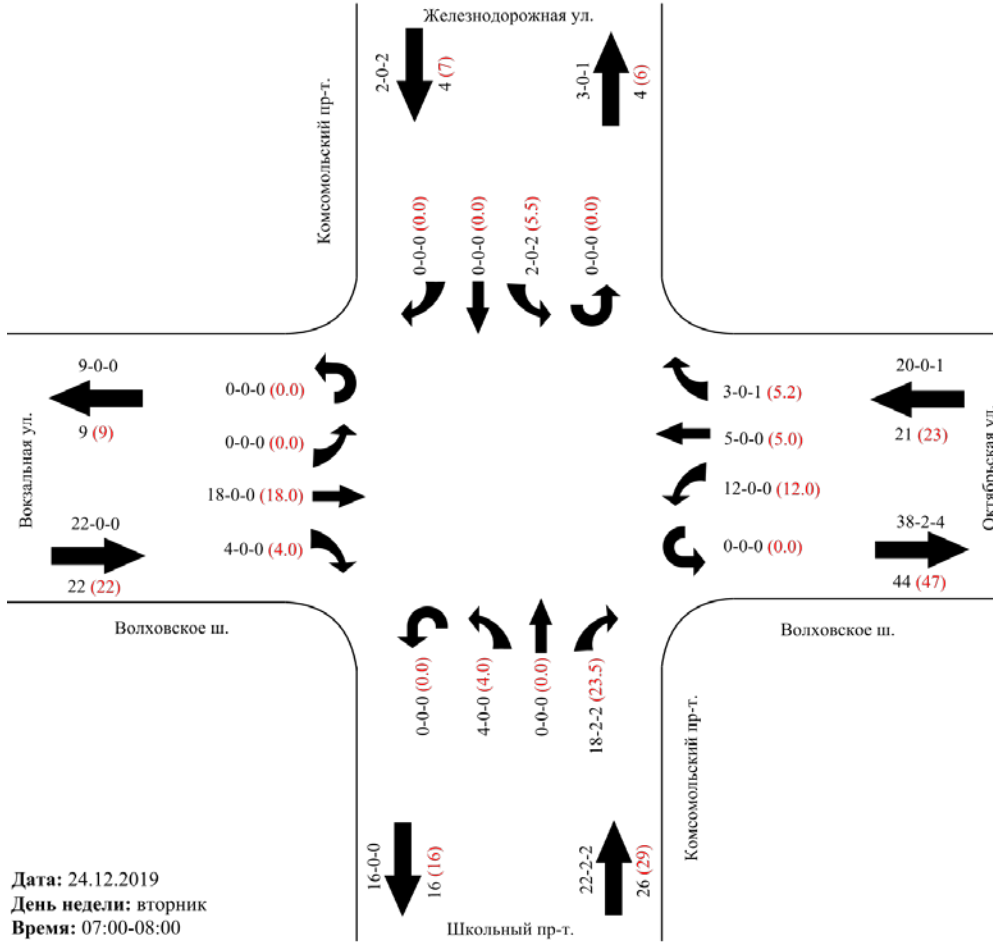 Железнодорожная ул.
2-0-2
4 (7)
3-0-1
4 (6)
Комсомольский пр-т.
0-0-0 (0.0)
0-0-0 (0.0)
2-0-2 (5.5)
0-0-0 (0.0)
9-0-0
9 (9)
Вокзальная ул.
22-0-0
22 (22)
0-0-0 (0.0)
0-0-0 (0.0)
18-0-0 (18.0)
4-0-0 (4.0)
3-0-1 (5.2)
5-0-0 (5.0)
12-0-0 (12.0)
0-0-0 (0.0)
20-0-1
21 (23)
Октябрьская ул.
38-2-4
44 (47)
Волховское ш.
Волховское ш.
0-0-0 (0.0)
4-0-0 (4.0)
0-0-0 (0.0)
18-2-2 (23.5)
Комсомольский пр-т.
16-0-0
16 (16)
22-2-2
26 (29)
Школьный пр-т.
Дата: 24.12.2019
День недели: вторник
Время: 07:00-08:00